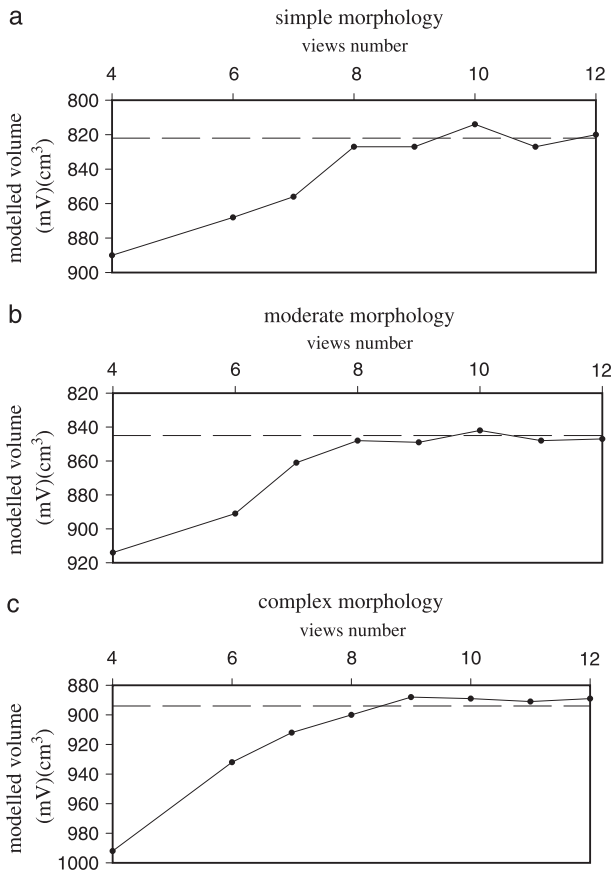 a
simple morphology
views number
4 6 8 10 12
modelled volume
(mV)(cm³)
800
820
840
860
880
900
b
moderate morphology
views number
4 6 8 10 12
modelled volume
(mV)(cm³)
820
840
860
880
900
920
c
complex morphology
views number
4 6 8 10 12
modelled volume
(mV)(cm³)
880
900
920
940
960
980
1000